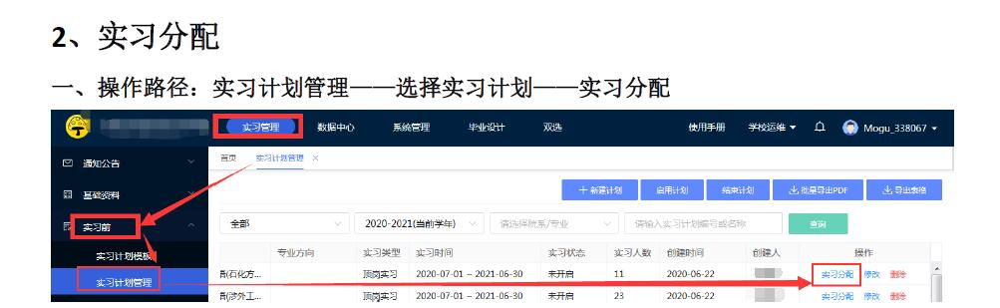 2、实习分配
一、操作路径：实习计划管理——选择实习计划——实习分配
实习管理 数据中心 系统管理 毕业设计 双选 使用手册 学校运维 Mogu_338067
通知公告 首页 实习计划管理 ×
基础资料 + 新建计划 启用计划 结束计划 批量导出PDF 导出表格
实习前 全部 2020-2021(当前学年) 请选择院系/专业 请输入实习计划编号或名称 查询
实习计划模板 专业方向 实习类型 实习时间 实习状态 实习人数 创建时间 创建人 操作
实习计划管理 (石化方... 顶岗实习 2020-07-01 ~ 2021-06-30 未开启 11 2020-06-22 实习分配 修改 删除
(涉外工... 顶岗实习 2020-07-01 ~ 2021-06-30 未开启 23 2020-06-22 实习分配 修改 删除